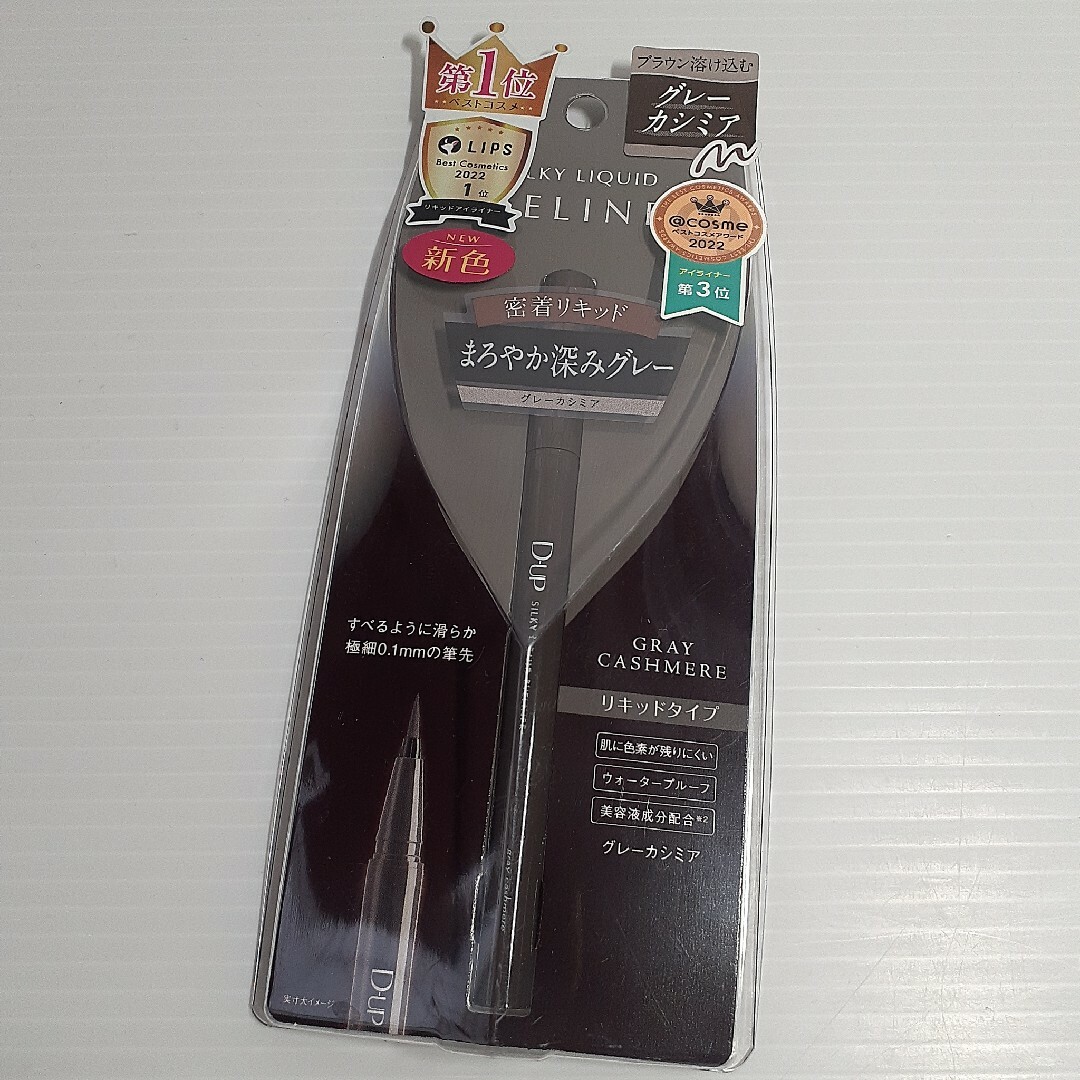 第1位
ベストコスメ
LIPS
Best Cosmetics
2022
1位
リキッドアイライナー
NEW
新色
ブラウン溶け込む
グレー
カシミア
LKY LIQUID
ELINE
@cosme
ベストコスメアワード
2022
アイライナー
第3位
密着リキッド
まろやか深みグレー
グレーカシミア
D-UP SILKY
gray cashmere
すべるように滑らか
極細0.1mmの筆先
D-UP
実寸大イメージ
GRAY
CASHMERE
リキッドタイプ
肌に色素が残りにくい
ウォータープルーフ
美容液成分配合※2
グレーカシミア